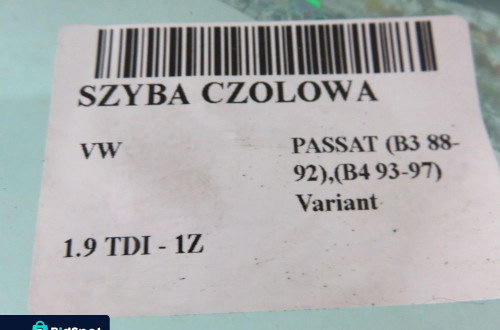 SZYBA CZOLOWA
VW
PASSAT (B3 88-
92),(B4 93-97)
Variant
1.9 TDI - 1Z